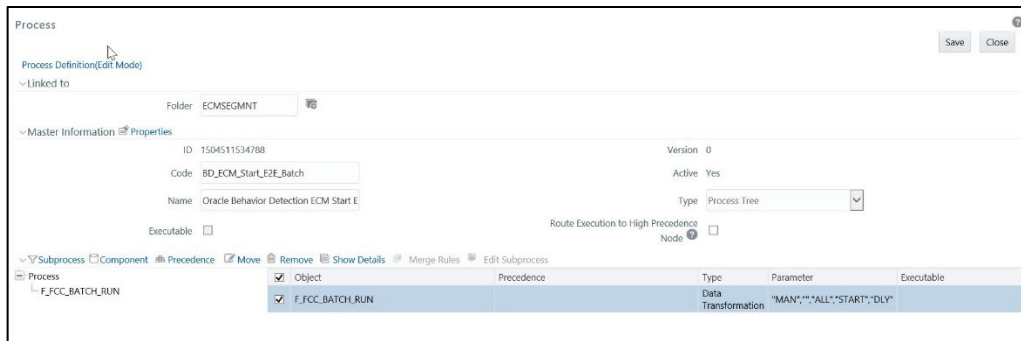 Process
Save Close
Process Definition(Edit Mode)
Linked to
Folder ECMSEGMNT
Master Information Properties
ID 1504511534788 Version 0
Code BD_ECM_Start_E2E_Batch Active Yes
Name Oracle Behavior Detection ECM Start E Type Process Tree
Executable Route Execution to High Precedence
Node
Subprocess Component Precedence Move Remove Show Details Merge Rules Edit Subprocess
Process Object Precedence Type Parameter Executable
F_FCC_BATCH_RUN F_FCC_BATCH_RUN Data
Transformation "MAN","","ALL","START","DLY"